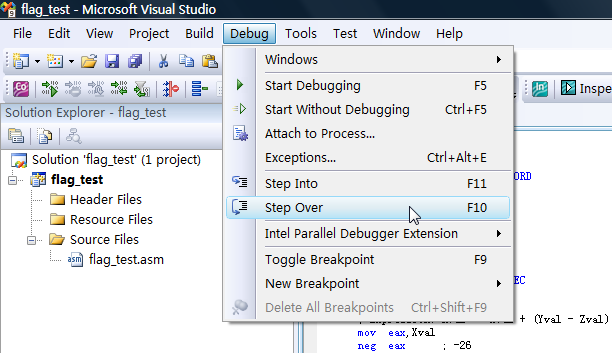 flag_test - Microsoft Visual Studio
File Edit View Project Build Debug Tools Test Window Help
Windows
Start Debugging F5
Start Without Debugging Ctrl+F5
Attach to Process...
Exceptions... Ctrl+Alt+E
Step Into F11
Step Over F10
Intel Parallel Debugger Extension
Toggle Breakpoint F9
New Breakpoint
Delete All Breakpoints Ctrl+Shift+F9
Inspe
Solution Explorer - flag_test
Solution 'flag_test' (1 project)
flag_test
Header Files
Resource Files
Source Files
asm flag_test.asm
ORD
EC
+ (Yval - Zval)
mov eax,Xval
neg eax ; -26